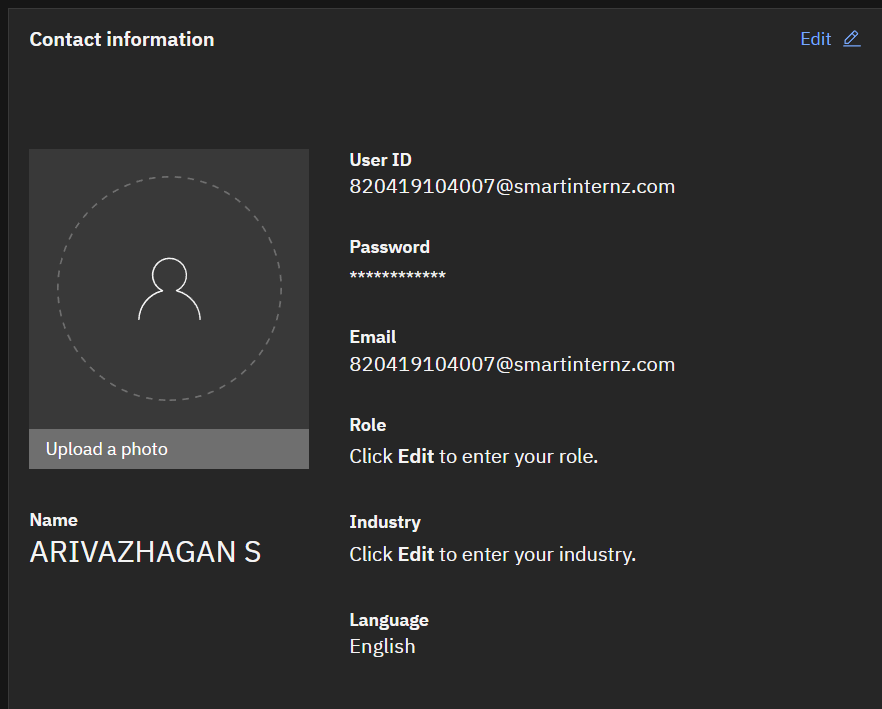 Contact information
Edit
User ID
820419104007@smartinternz.com
Password
************
Email
820419104007@smartinternz.com
Role
Click Edit to enter your role.
Upload a photo
Name
ARIVAZHAGAN S
Industry
Click Edit to enter your industry.
Language
English